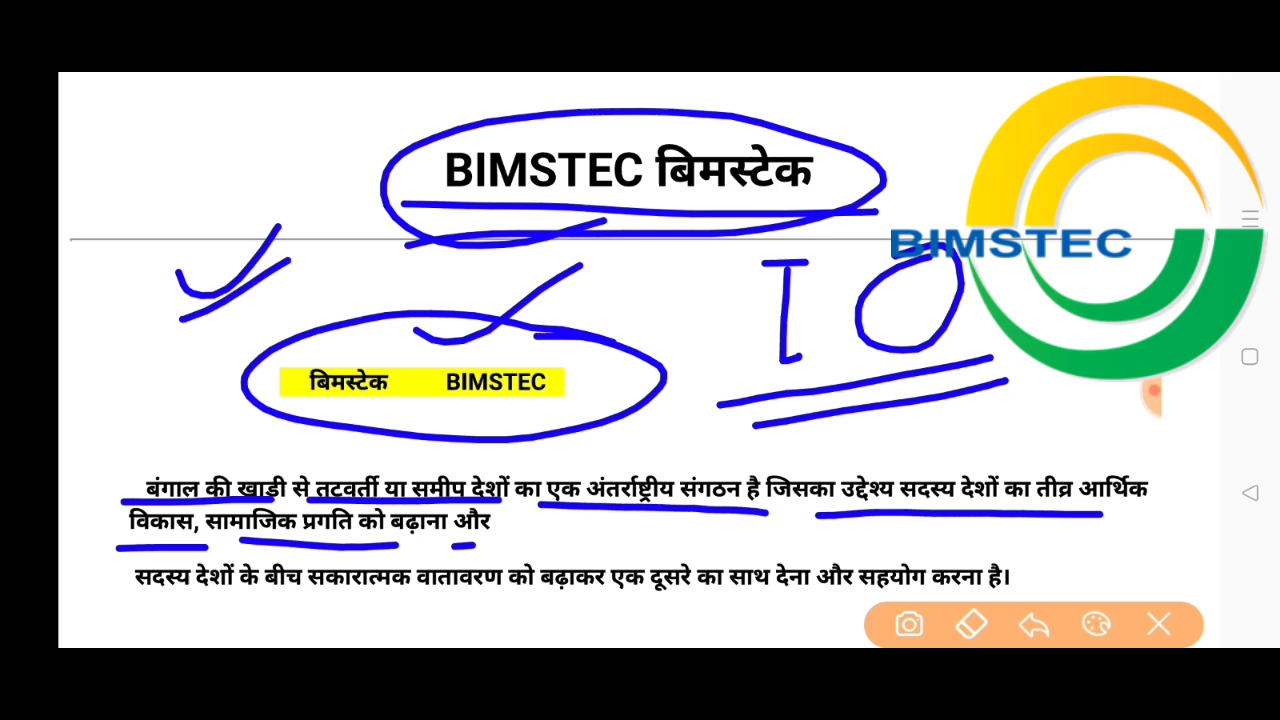 BIMSTEC बिमस्टेक
BIMSTEC
I O
बिमस्टेक BIMSTEC
बंगाल की खाड़ी से तटवर्ती या समीप देशों का एक अंतर्राष्ट्रीय संगठन है जिसका उद्देश्य सदस्य देशों का तीव्र आर्थिक
विकास, सामाजिक प्रगति को बढ़ाना और
सदस्य देशों के बीच सकारात्मक वातावरण को बढ़ाकर एक दूसरे का साथ देना और सहयोग करना है।